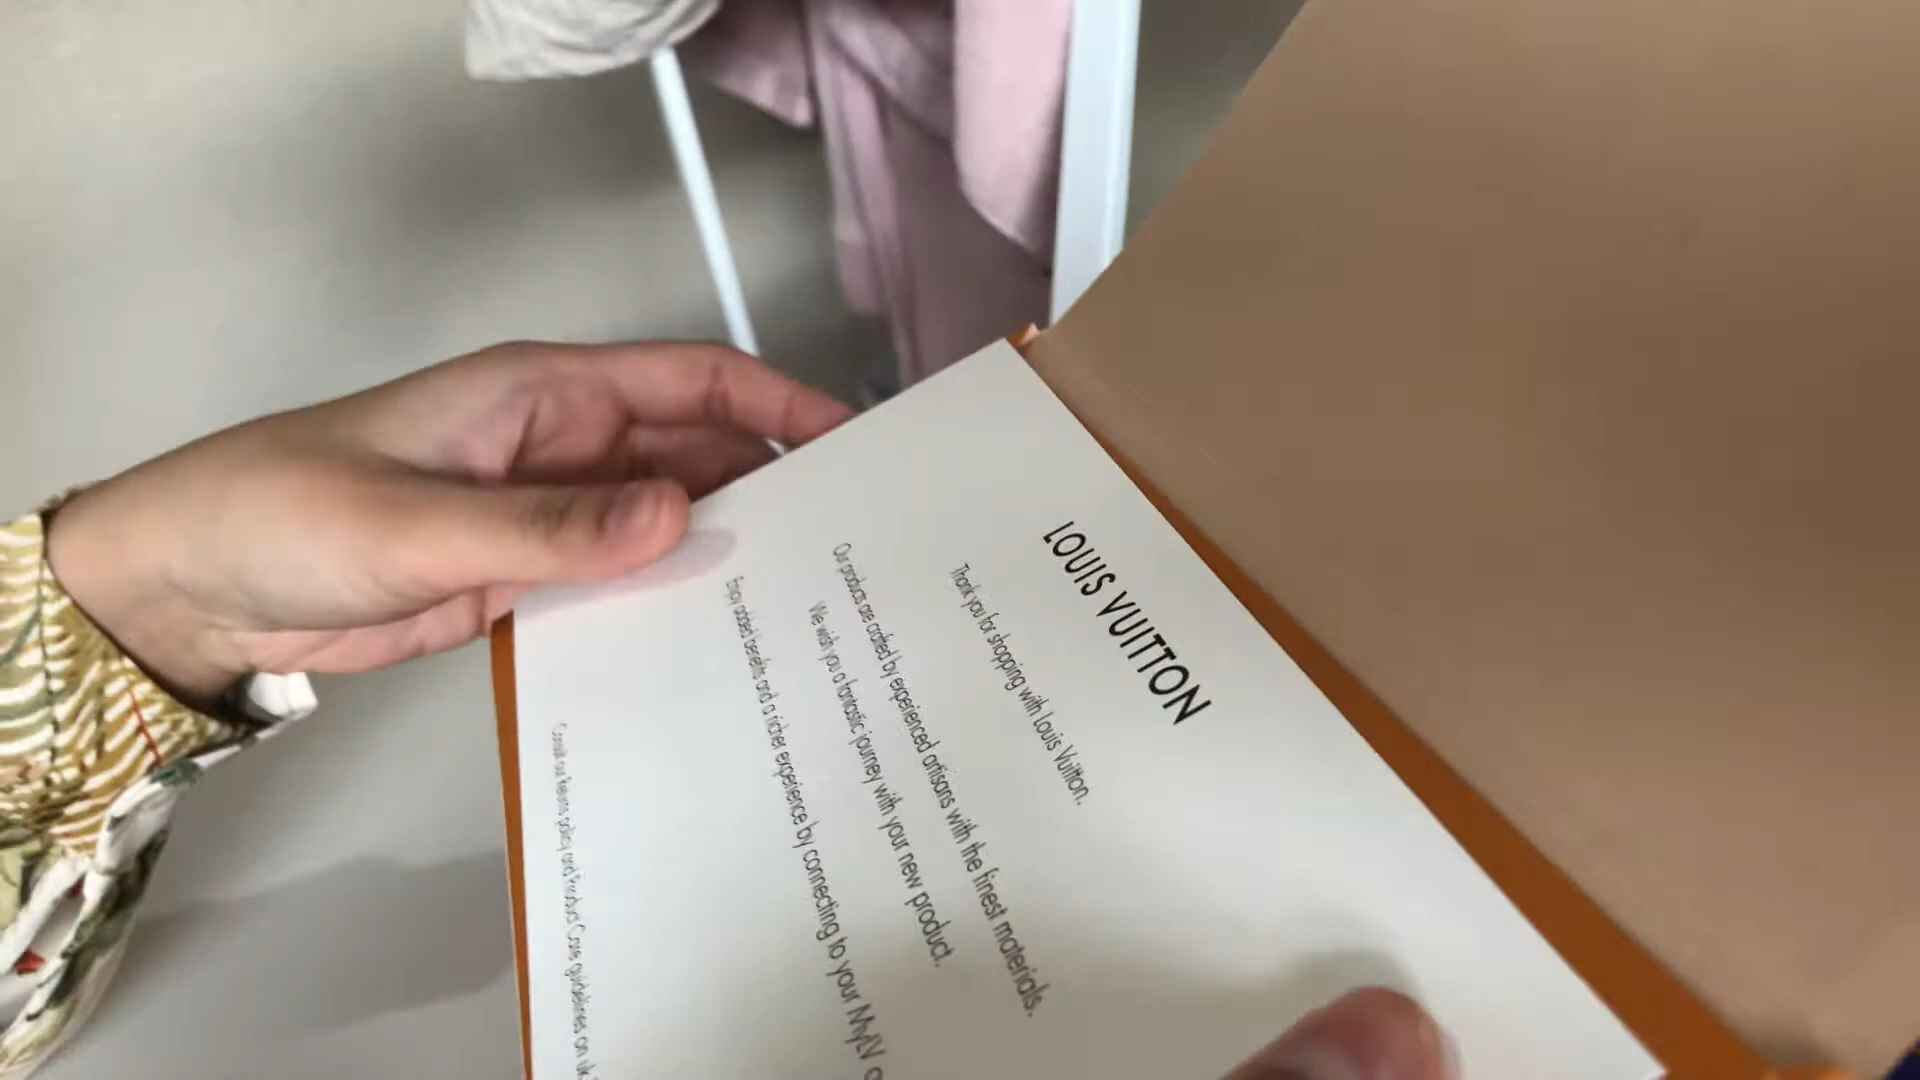 LOUIS VUITTON
Thank you for shopping with Louis Vuitton.
Our products are crafted by experienced artisans with the finest materials.
We wish you a fantastic journey with your new product.
Enjoy added benefits and a richer experience by connecting to your MyLV
Consult our Returns policy and Product Care guidelines on uk.